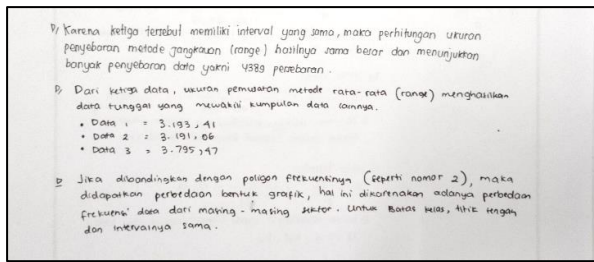 ▷/ Karena ketiga tersebut memiliki interval yang sama, maka perhitungan ukuran
penyebaran metode jangkauan (range) hasilnya sama besar dan menunjukkan
banyak penyebaran data yakni 4389 persebaran.
▷ Dari ketiga data, ukuran pemusatan metode rata-rata (range) menghasilkan
data tunggal yang mewakili kumpulan data lainnya.
• Data 1 = 3.193,41
• Data 2 = 3.191,06
• Data 3 = 3.795,47
▷ Jika dibandingkan dengan poligon frekuensinya (seperti nomor 2), maka
didapatkan perbedaan bentuk grafik, hal ini dikarenakan adanya perbedaan
frekuensi data dari masing-masing sektor. Untuk Batas kelas, titik tengah
dan intervalnya sama.